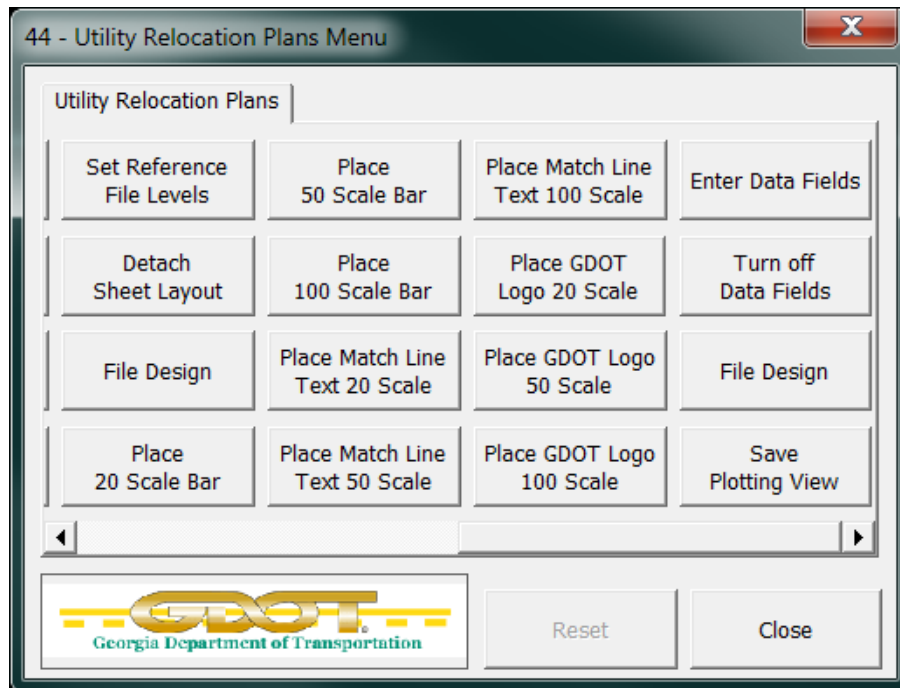 44 - Utility Relocation Plans Menu
X
Utility Relocation Plans
Set Reference
File Levels
Place
50 Scale Bar
Place Match Line
Text 100 Scale
Enter Data Fields
Detach
Sheet Layout
Place
100 Scale Bar
Place GDOT
Logo 20 Scale
Turn off
Data Fields
File Design
Place Match Line
Text 20 Scale
Place GDOT Logo
50 Scale
File Design
Place
20 Scale Bar
Place Match Line
Text 50 Scale
Place GDOT Logo
100 Scale
Save
Plotting View
GDOT®
Georgia Department of Transportation
Reset
Close